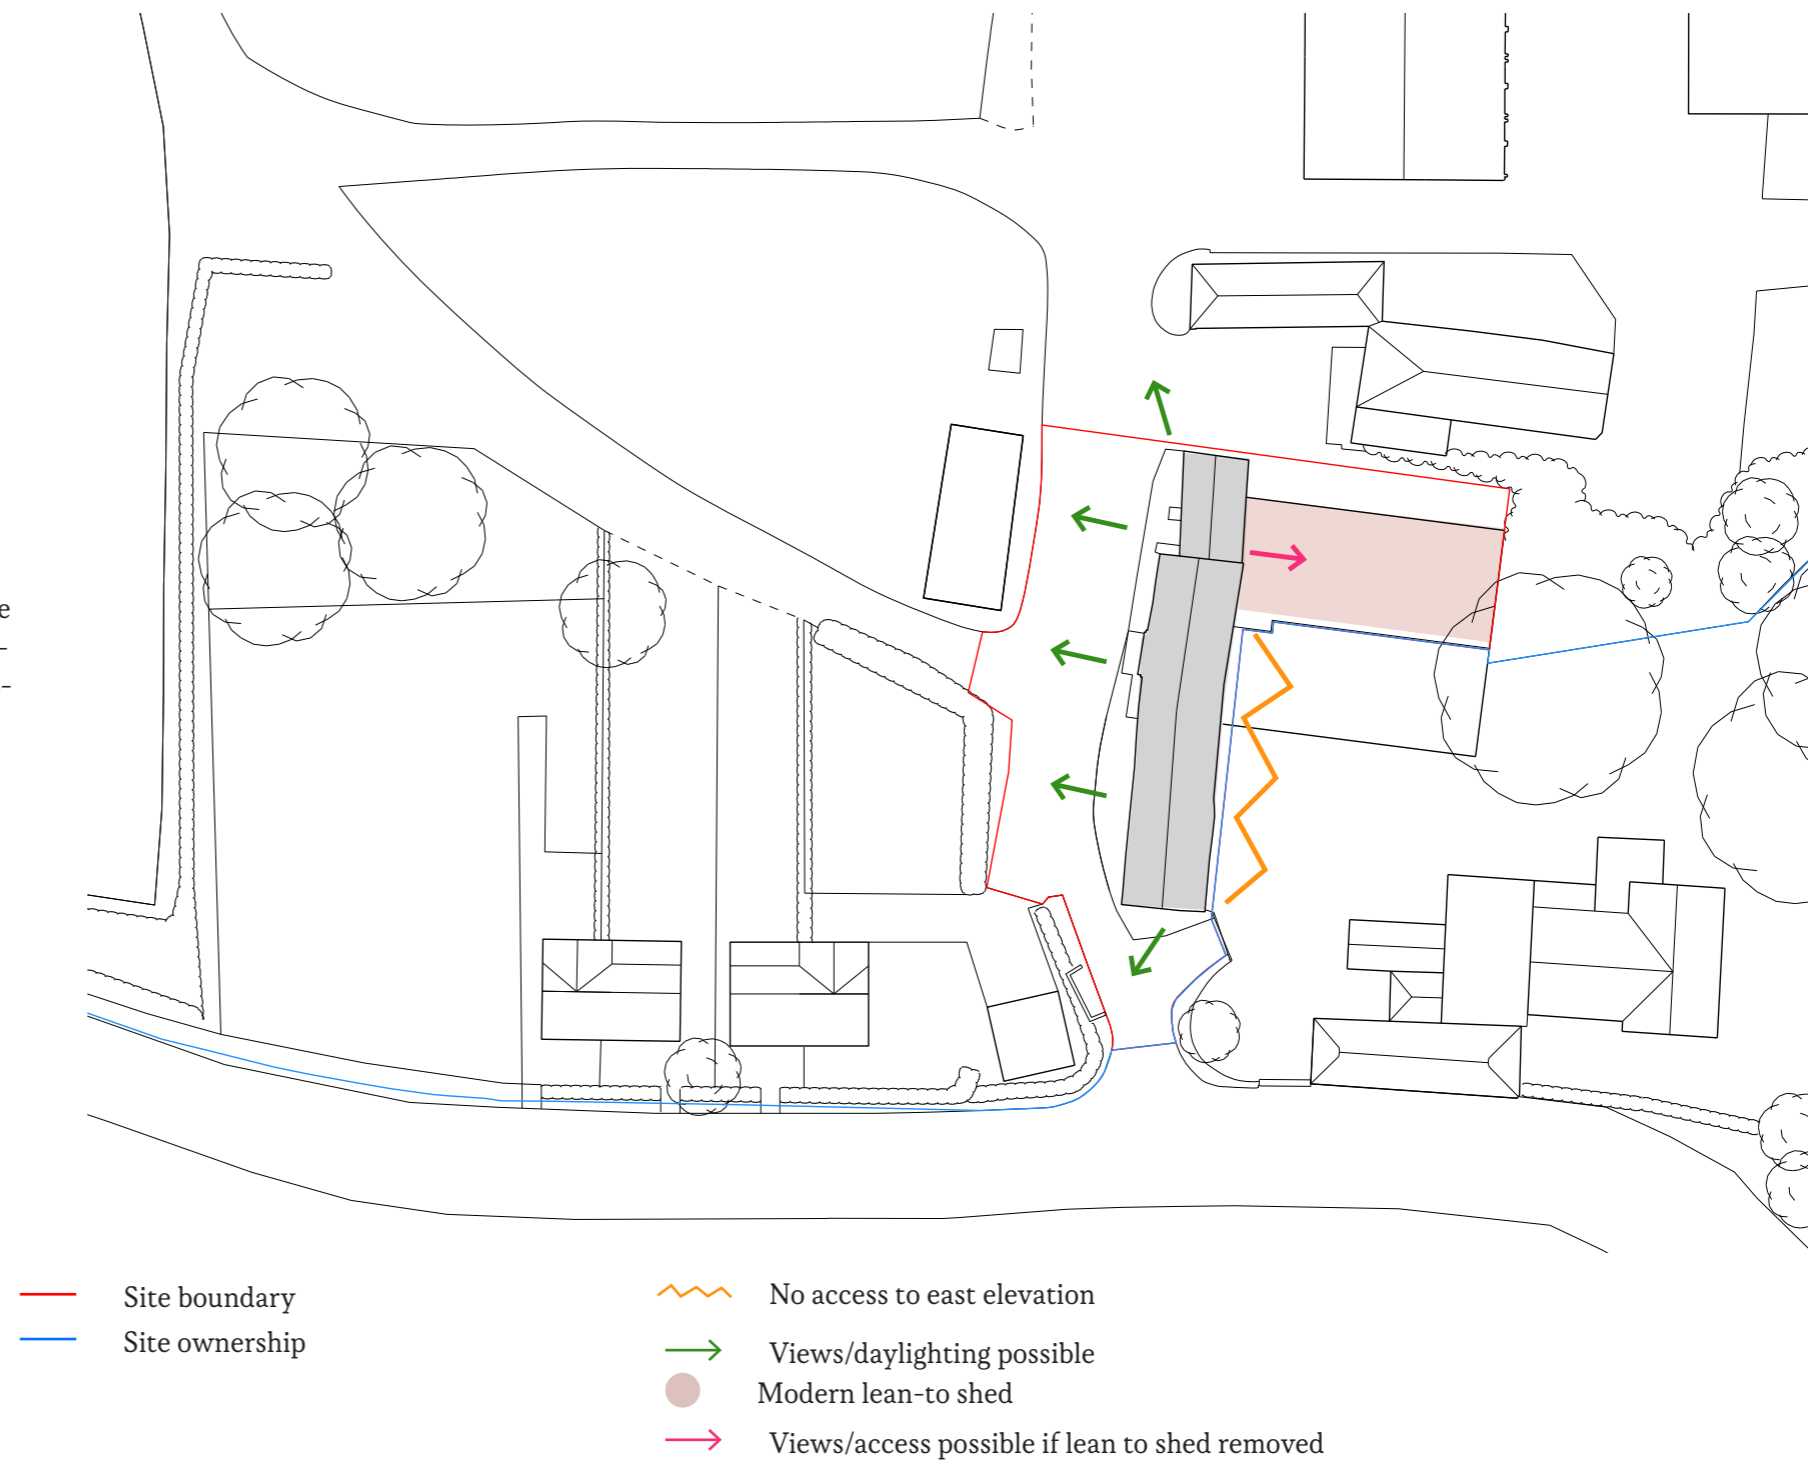 e
–
–
Site boundary
Site ownership
No access to east elevation
Views/daylighting possible
Modern lean-to shed
Views/access possible if lean to shed removed